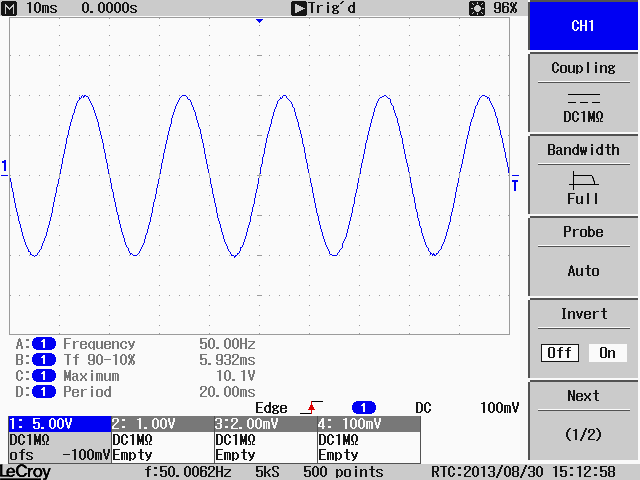 M 10ms 0.0000s Trig'd 96%
CH1
Coupling
DC1MΩ
Bandwidth
Full
Probe
Auto
Invert
Off On
Next
(1/2)
1
T
A: 1 Frequency 50.00Hz
B: 1 Tf 90-10% 5.932ms
C: 1 Maximum 10.1V
D: 1 Period 20.00ms
Edge 1 DC 100mV
1: 5.00V 2: 1.00V 3:2.00mV 4: 100mV
DC1MΩ DC1MΩ DC1MΩ DC1MΩ
ofs -100mV Empty Empty Empty
LeCroy f:50.0062Hz 5kS 500 points RTC:2013/08/30 15:12:58